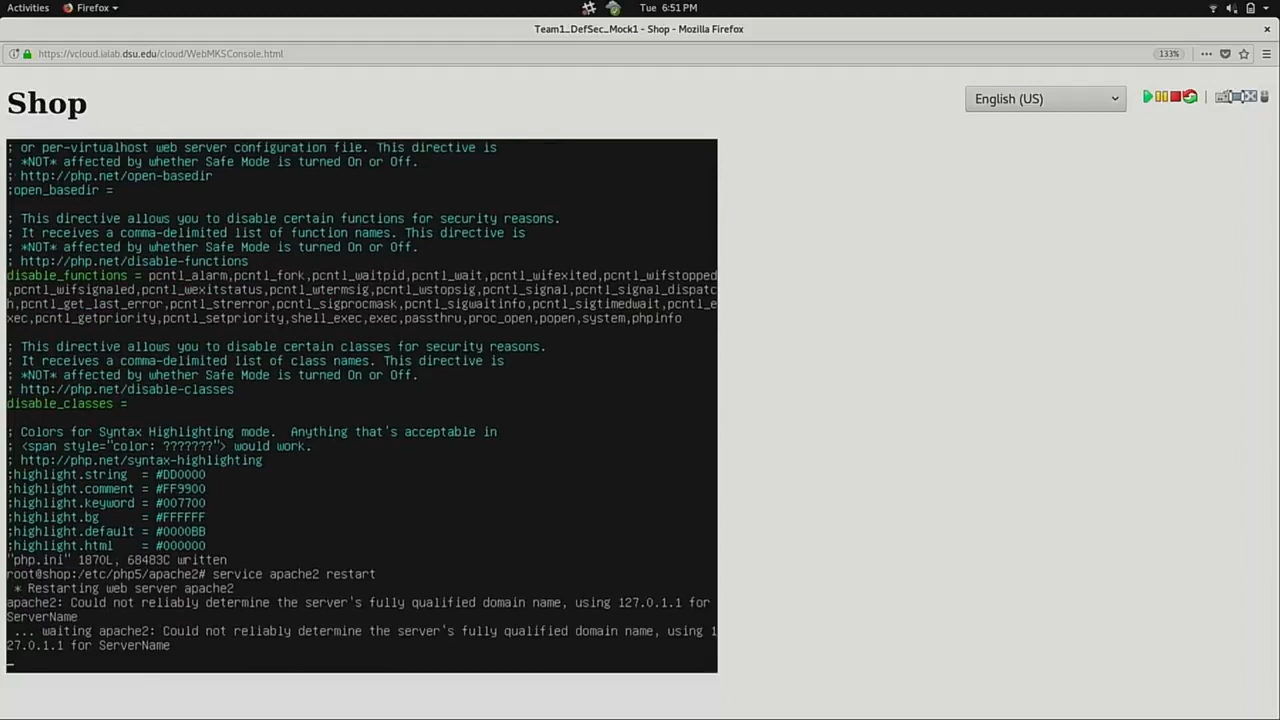 Activities Firefox Tue 6:51 PM
Team1_DefSec_Mock1 - Shop - Mozilla Firefox
https://vcloud.ialab.dsu.edu/cloud/WebMKSConsole.html 133%
Shop
English (US)
; or per-virtualhost web server configuration file. This directive is
; *NOT* affected by whether Safe Mode is turned On or Off.
; http://php.net/open-basedir
;open_basedir =
; This directive allows you to disable certain functions for security reasons.
; It receives a comma-delimited list of function names. This directive is
; *NOT* affected by whether Safe Mode is turned On or Off.
; http://php.net/disable-functions
disable_functions = pcntl_alarm,pcntl_fork,pcntl_waitpid,pcntl_wait,pcntl_wifexited,pcntl_wifstopped
,pcntl_wifsignaled,pcntl_wexitstatus,pcntl_wtermsig,pcntl_wstopsig,pcntl_signal,pcntl_signal_dispatc
h,pcntl_get_last_error,pcntl_strerror,pcntl_sigprocmask,pcntl_sigwaitinfo,pcntl_sigtimedwait,pcntl_e
xec,pcntl_getpriority,pcntl_setpriority,shell_exec,exec,passthru,proc_open,popen,system,phpinfo
; This directive allows you to disable certain classes for security reasons.
; It receives a comma-delimited list of class names. This directive is
; *NOT* affected by whether Safe Mode is turned On or Off.
; http://php.net/disable-classes
disable_classes =
; Colors for Syntax Highlighting mode.  Anything that's acceptable in
; <span style="color: ???????"> would work.
; http://php.net/syntax-highlighting
;highlight.string  = #DD0000
;highlight.comment = #FF9900
;highlight.keyword = #007700
;highlight.bg      = #FFFFFF
;highlight.default = #0000BB
;highlight.html    = #000000
"php.ini" 1870L, 68483C written
root@shop:/etc/php5/apache2# service apache2 restart
* Restarting web server apache2
apache2: Could not reliably determine the server's fully qualified domain name, using 127.0.1.1 for
ServerName
... waiting apache2: Could not reliably determine the server's fully qualified domain name, using 1
27.0.1.1 for ServerName